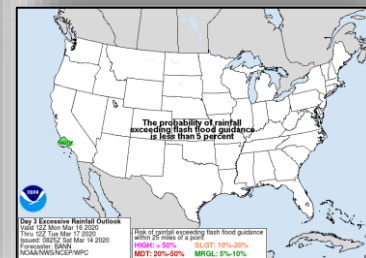 The probability of rainfall
exceeding flash flood guidance
is less than 5 percent
Day 3 Excessive Rainfall Outlook
Valid 12Z Mon Mar 16 2020
Thru 12Z Tue Mar 17 2020
Issued: 0825Z Sat Mar 14 2020
Forecaster: BANN
NOAA/NWS/NCEP/WPC
Risk of rainfall exceeding flash flood guidance
within 25 miles of a point
HIGH: > 50% SLGT: 10%-20%
MDT: 20%-50% MRGL: 5%-10%